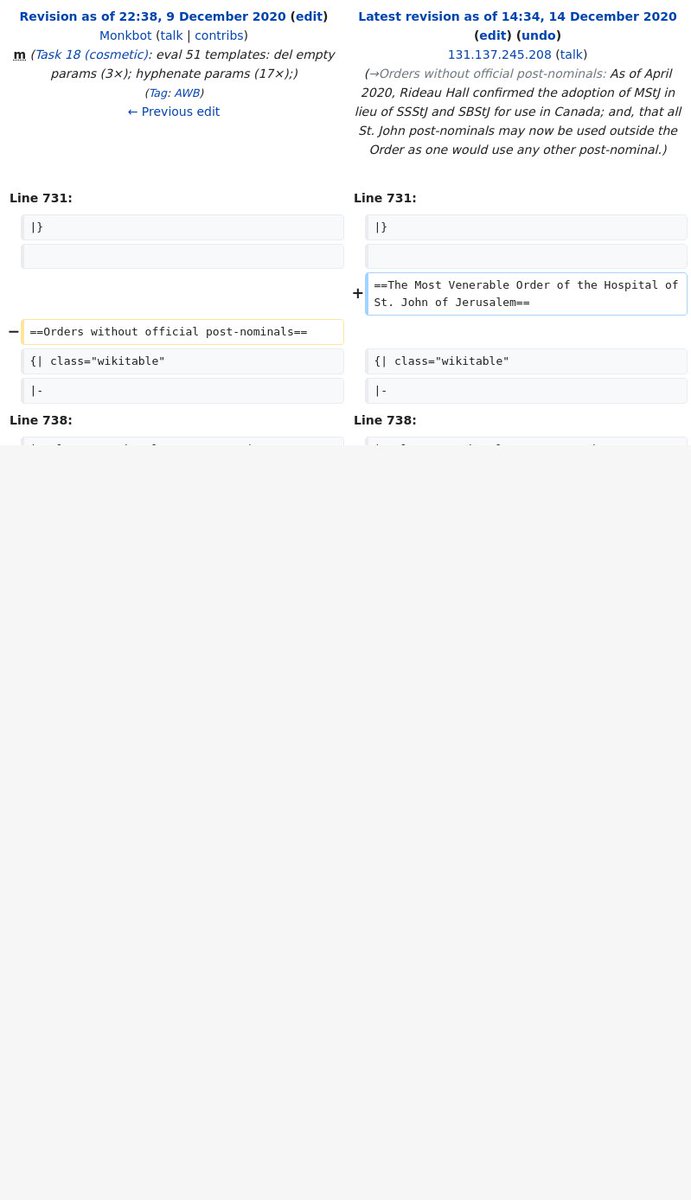 Revision as of 22:38, 9 December 2020 (edit)
Monkbot (talk | contribs)
m (Task 18 (cosmetic): eval 51 templates: del empty
params (3×); hyphenate params (17×);)
(Tag: AWB)
← Previous edit
Latest revision as of 14:34, 14 December 2020
(edit) (undo)
131.137.245.208 (talk)
(→Orders without official post-nominals: As of April
2020, Rideau Hall confirmed the adoption of MStJ in
lieu of SSStJ and SBStJ for use in Canada; and, that all
St. John post-nominals may now be used outside the
Order as one would use any other post-nominal.)
Line 731:
Line 731:
|}
|}
+ ==The Most Venerable Order of the Hospital of
St. John of Jerusalem==
− ==Orders without official post-nominals==
{| class="wikitable"
{| class="wikitable"
|-
|-
Line 738:
Line 738: